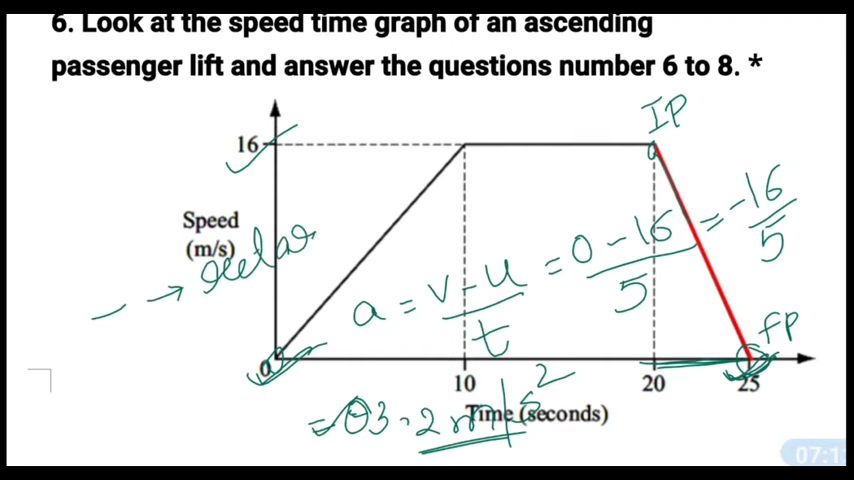 6. Look at the speed time graph of an ascending
passenger lift and answer the questions number 6 to 8. *
IP
16
Speed
(m/s)
a = v-u/t = 0-16/5 = -16/5
FP
0
10
20
25
Time (seconds)
3.2 m/s²